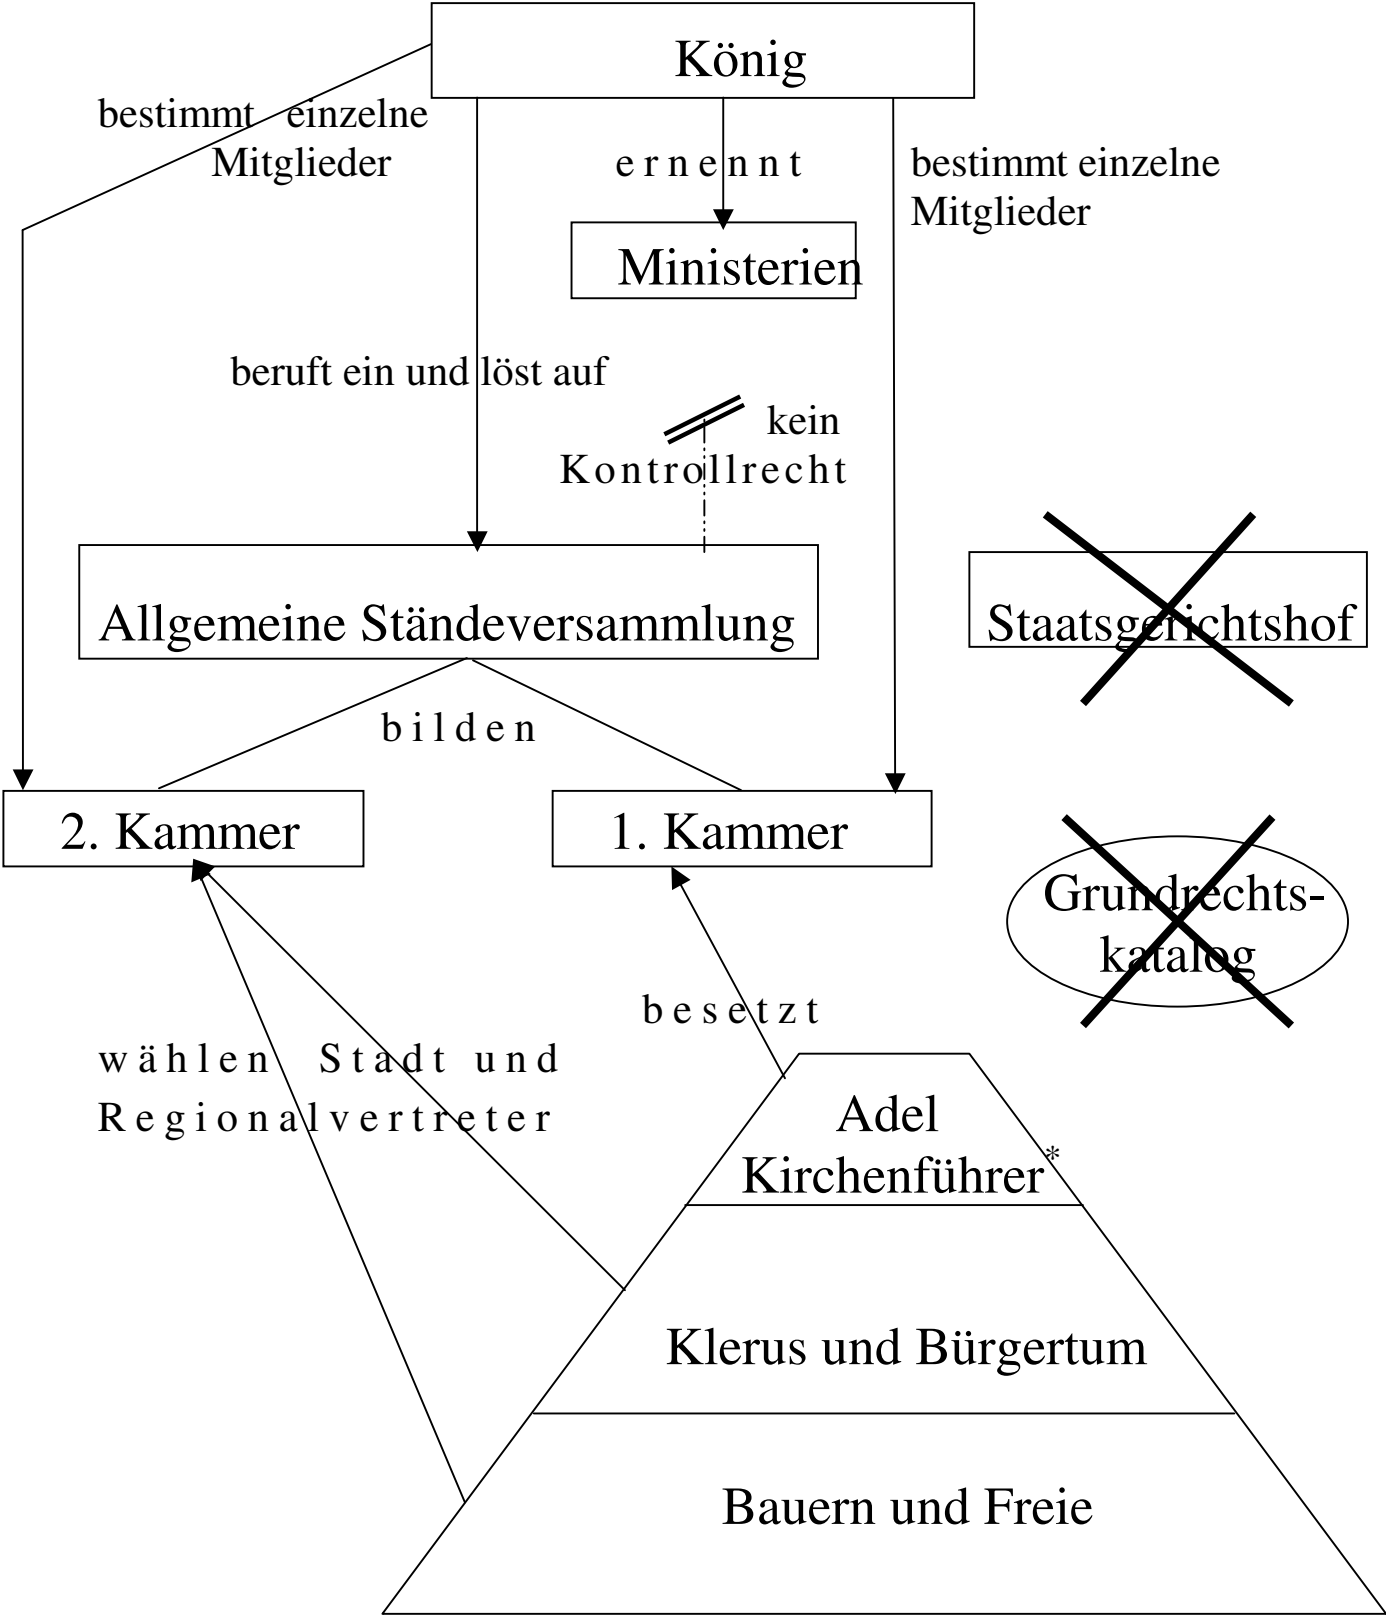 König
bestimmt einzelne
Mitglieder
ernennt
bestimmt einzelne
Mitglieder
Ministerien
beruft ein und löst auf
kein
Kontrollrecht
Allgemeine Ständeversammlung
Staatsgerichtshof
bilden
2. Kammer
1. Kammer
Grundrechts-
katalog
besetzt
wählen Stadt und
Regionalvertreter
Adel
Kirchenführer*
Klerus und Bürgertum
Bauern und Freie